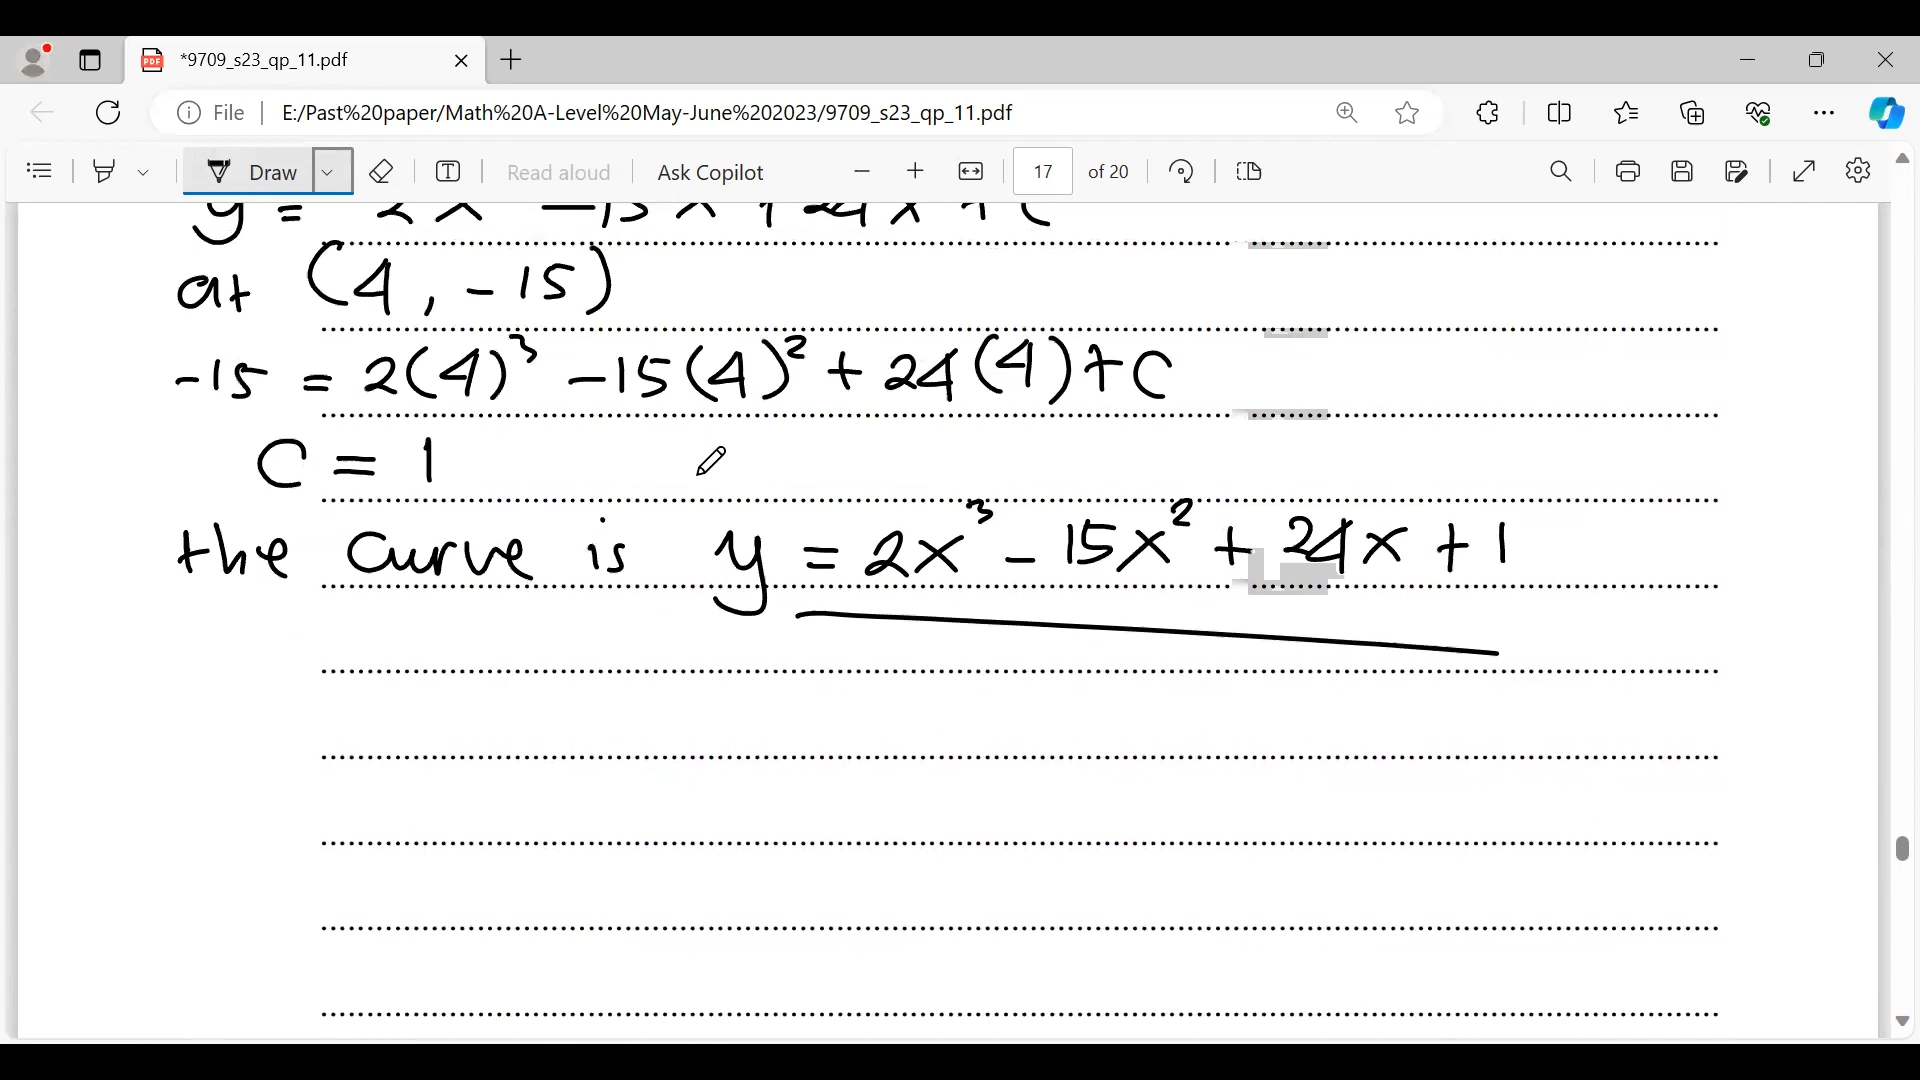 *9709_s23_qp_11.pdf
File E:/Past%20paper/Math%20A-Level%20May-June%202023/9709_s23_qp_11.pdf
Draw Read aloud Ask Copilot 17 of 20
at (4, -15)
-15 = 2(4)³ -15(4)² + 24(4)+C
C = 1
the curve is y = 2x³ - 15x² + 24x + 1